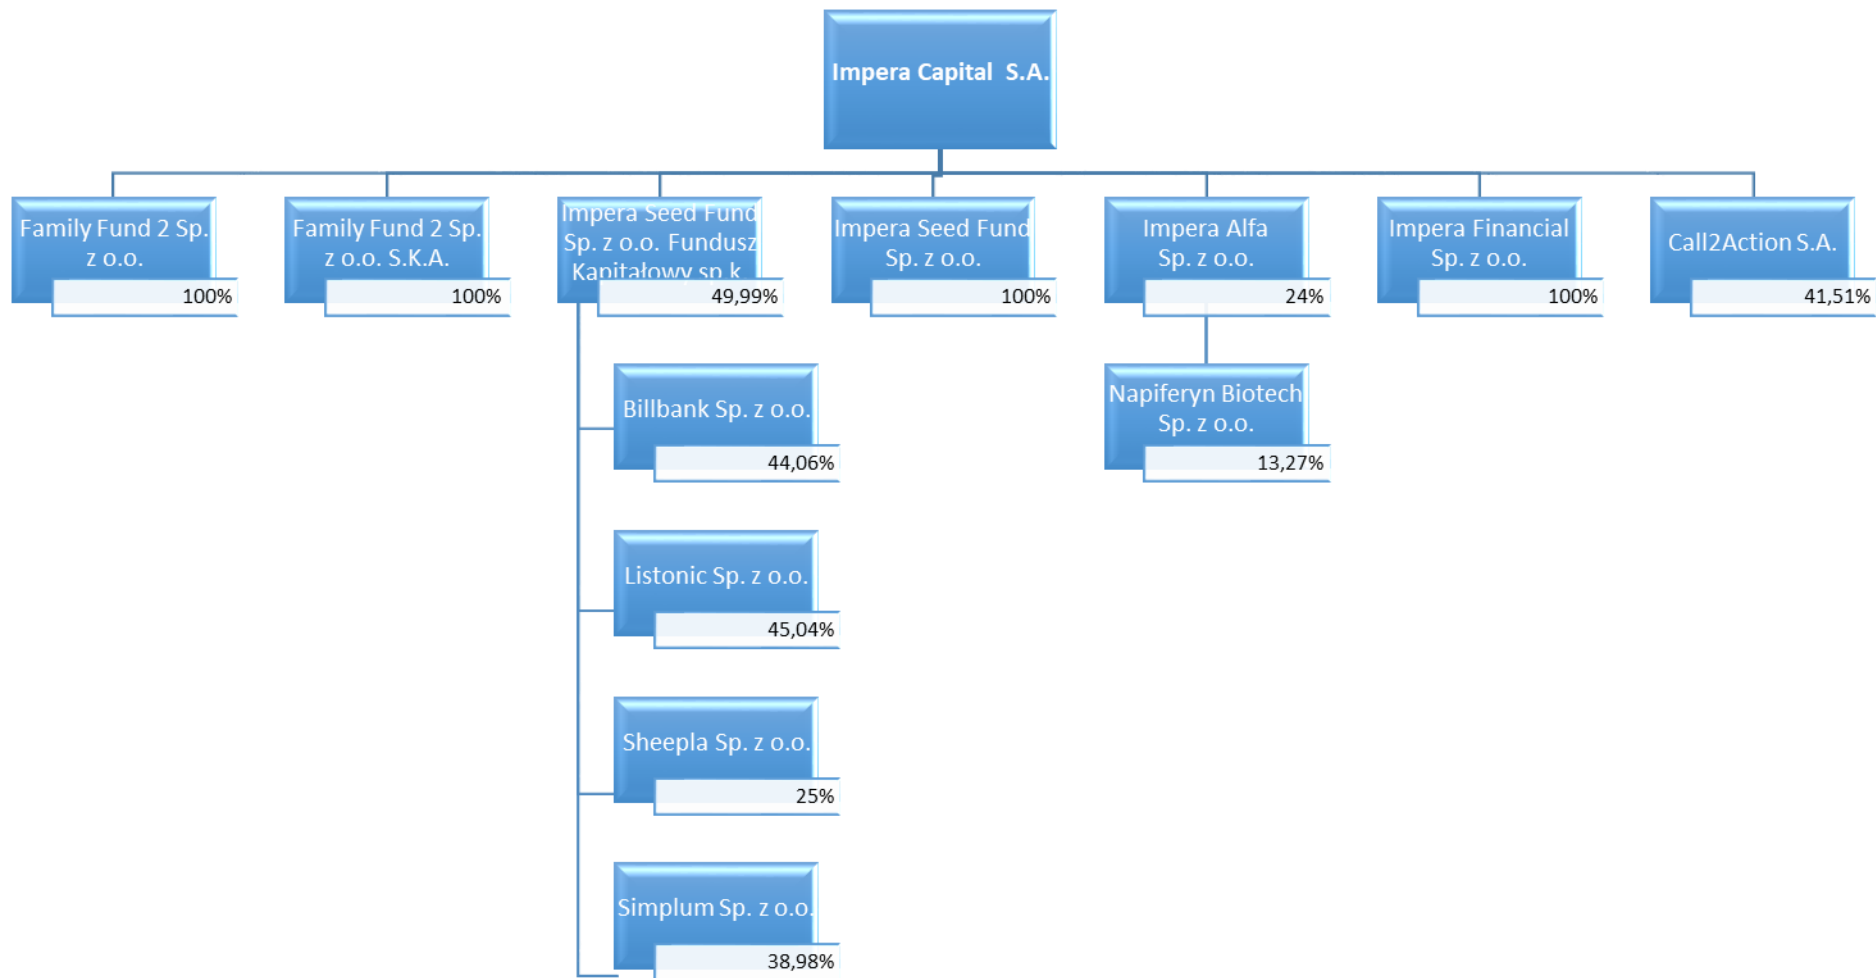 Impera Capital  S.A.
Family Fund 2 Sp.
z o.o.
100%
Family Fund 2 Sp.
z o.o. S.K.A.
100%
Impera Seed Fund
Sp. z o.o. Fundusz
Kapitałowy sp k
49,99%
Impera Seed Fund
Sp. z o.o.
100%
Impera Alfa
Sp. z o.o.
24%
Impera Financial
Sp. z o.o.
100%
Call2Action S.A.
41,51%
Billbank Sp. z o.o.
44,06%
Napiferyn Biotech
Sp. z o.o.
13,27%
Listonic Sp. z o.o.
45,04%
Sheepla Sp. z o.o.
25%
Simplum Sp. z o.o.
38,98%